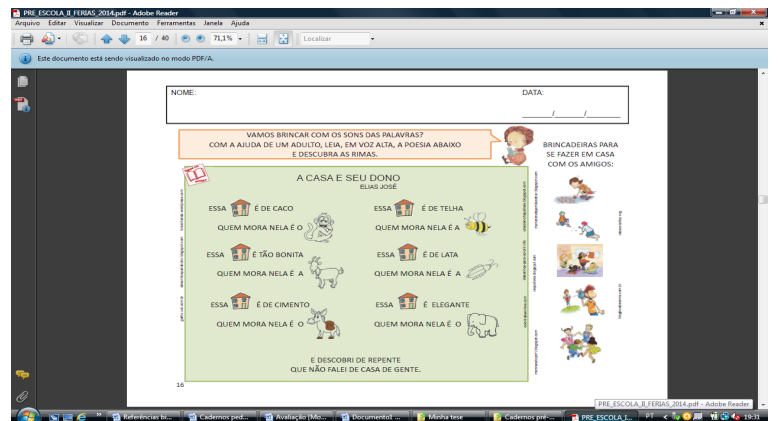 PRE_ESCOLA_II_FERIAS_2014.pdf - Adobe Reader
Arquivo Editar Visualizar Documento Ferramentas Janela Ajuda
16 / 40 71,1% Localizar
Este documento está sendo visualizado no modo PDF/A.
NOME: DATA:
____/____/____
VAMOS BRINCAR COM OS SONS DAS PALAVRAS?
COM A AJUDA DE UM ADULTO, LEIA, EM VOZ ALTA, A POESIA ABAIXO
E DESCUBRA AS RIMAS.
BRINCADEIRAS PARA
SE FAZER EM CASA
COM OS AMIGOS:
A CASA E SEU DONO
ELIAS JOSÉ
ESSA É DE CACO
QUEM MORA NELA É O
ESSA É TÃO BONITA
QUEM MORA NELA É A
ESSA É DE CIMENTO
QUEM MORA NELA É O
ESSA É DE TELHA
QUEM MORA NELA É A
ESSA É DE LATA
QUEM MORA NELA É A
ESSA É ELEGANTE
QUEM MORA NELA É O
E DESCOBRI DE REPENTE
QUE NÃO FALEI DE CASA DE GENTE.
16
PRE_ESCOLA_II_FERIAS_2014.pdf - Adobe Reader
Referências bi... Cadernos ped... Avaliação (Mo... Documento1 ... Minha tese Cadernos pré-... PRE_ESCOLA_I... PT 19:31